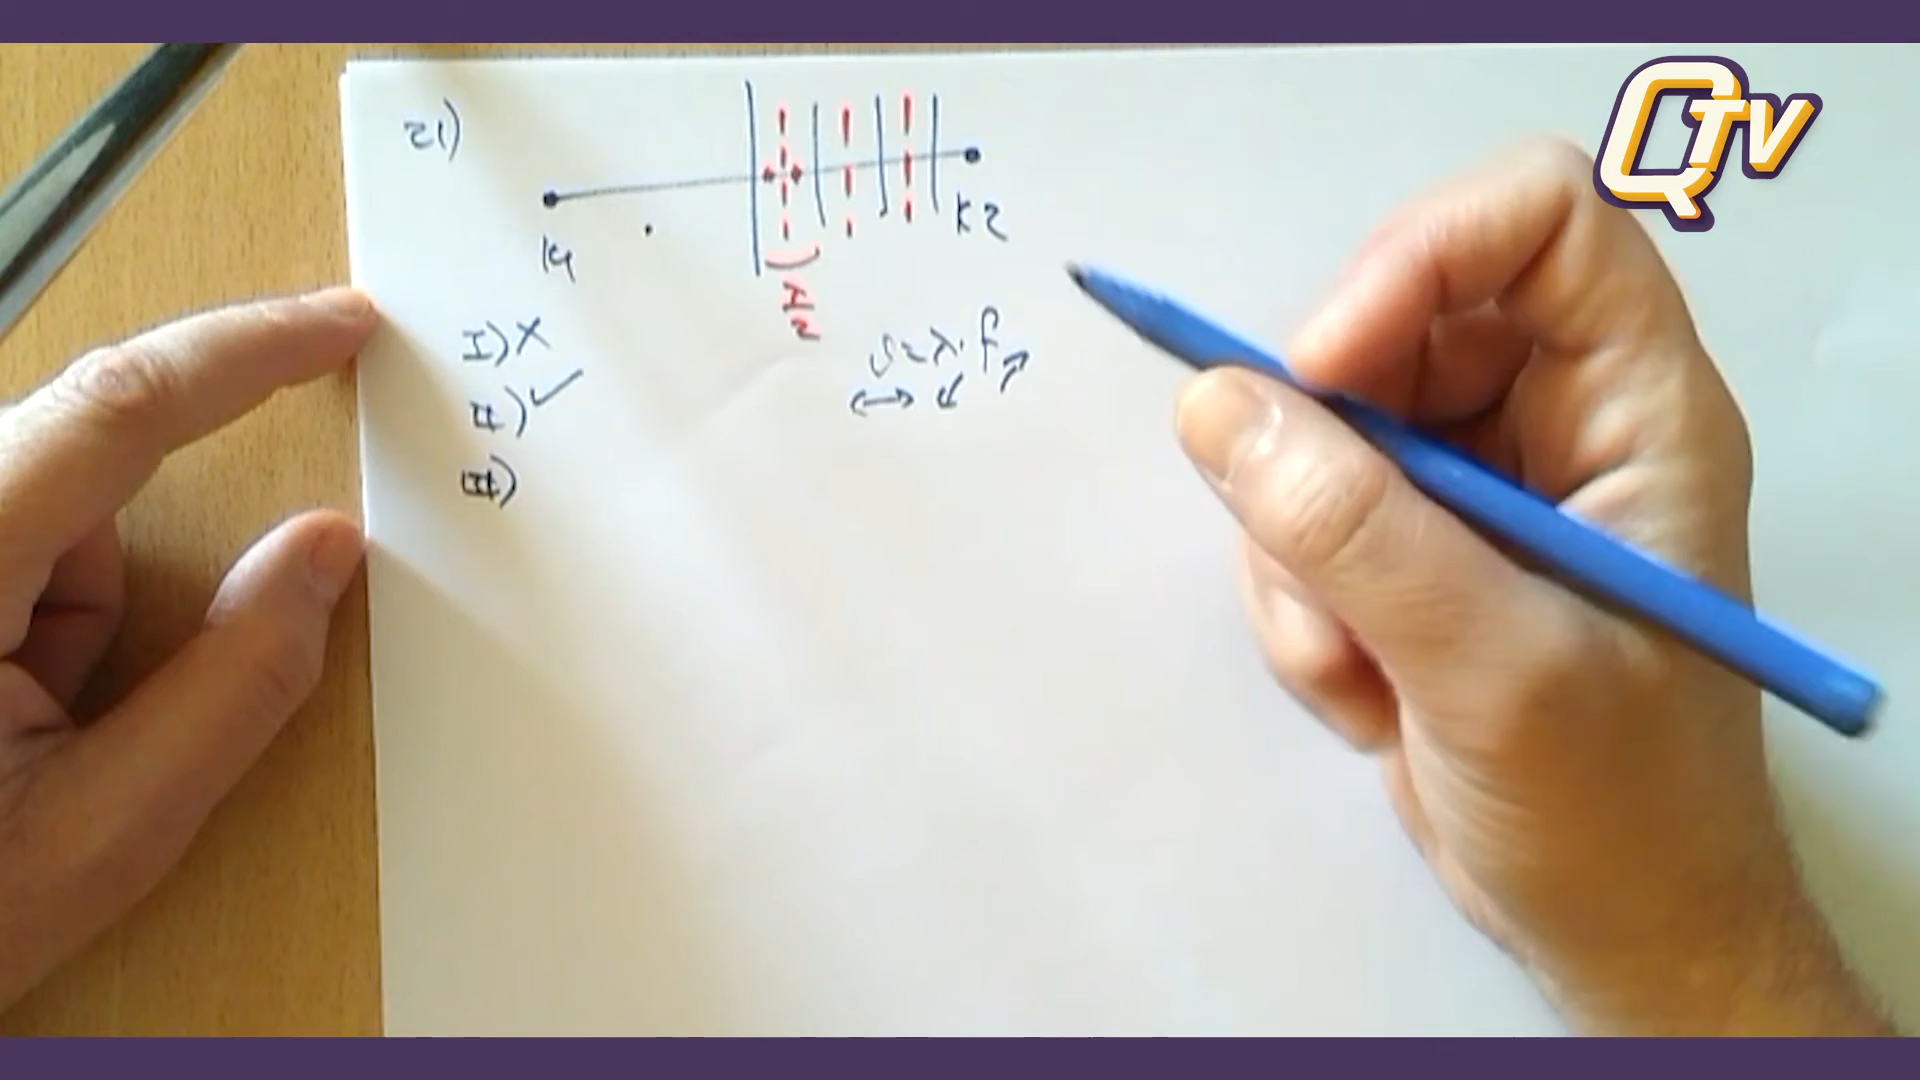 QTV
21)
K1
K2
λ/2
I) X
II) ✓
III)
υ = λ · f